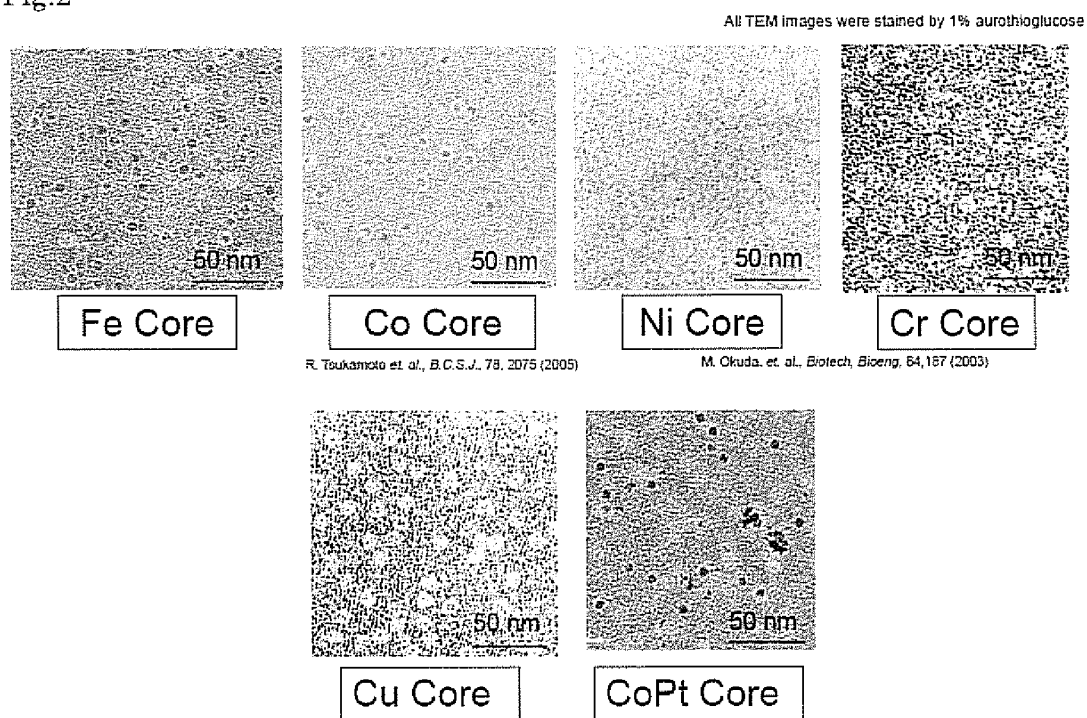 Fig.2
All TEM images were stained by 1% aurothioglucose
50 nm
50 nm
50 nm
50 nm
Fe Core
Co Core
Ni Core
Cr Core
R. Tsukamoto et. al., B.C.S.J., 78, 2075 (2005)
M. Okuda. et. al., Biotech, Bioeng, 84, 187 (2003)
50 nm
50 nm
Cu Core
CoPt Core